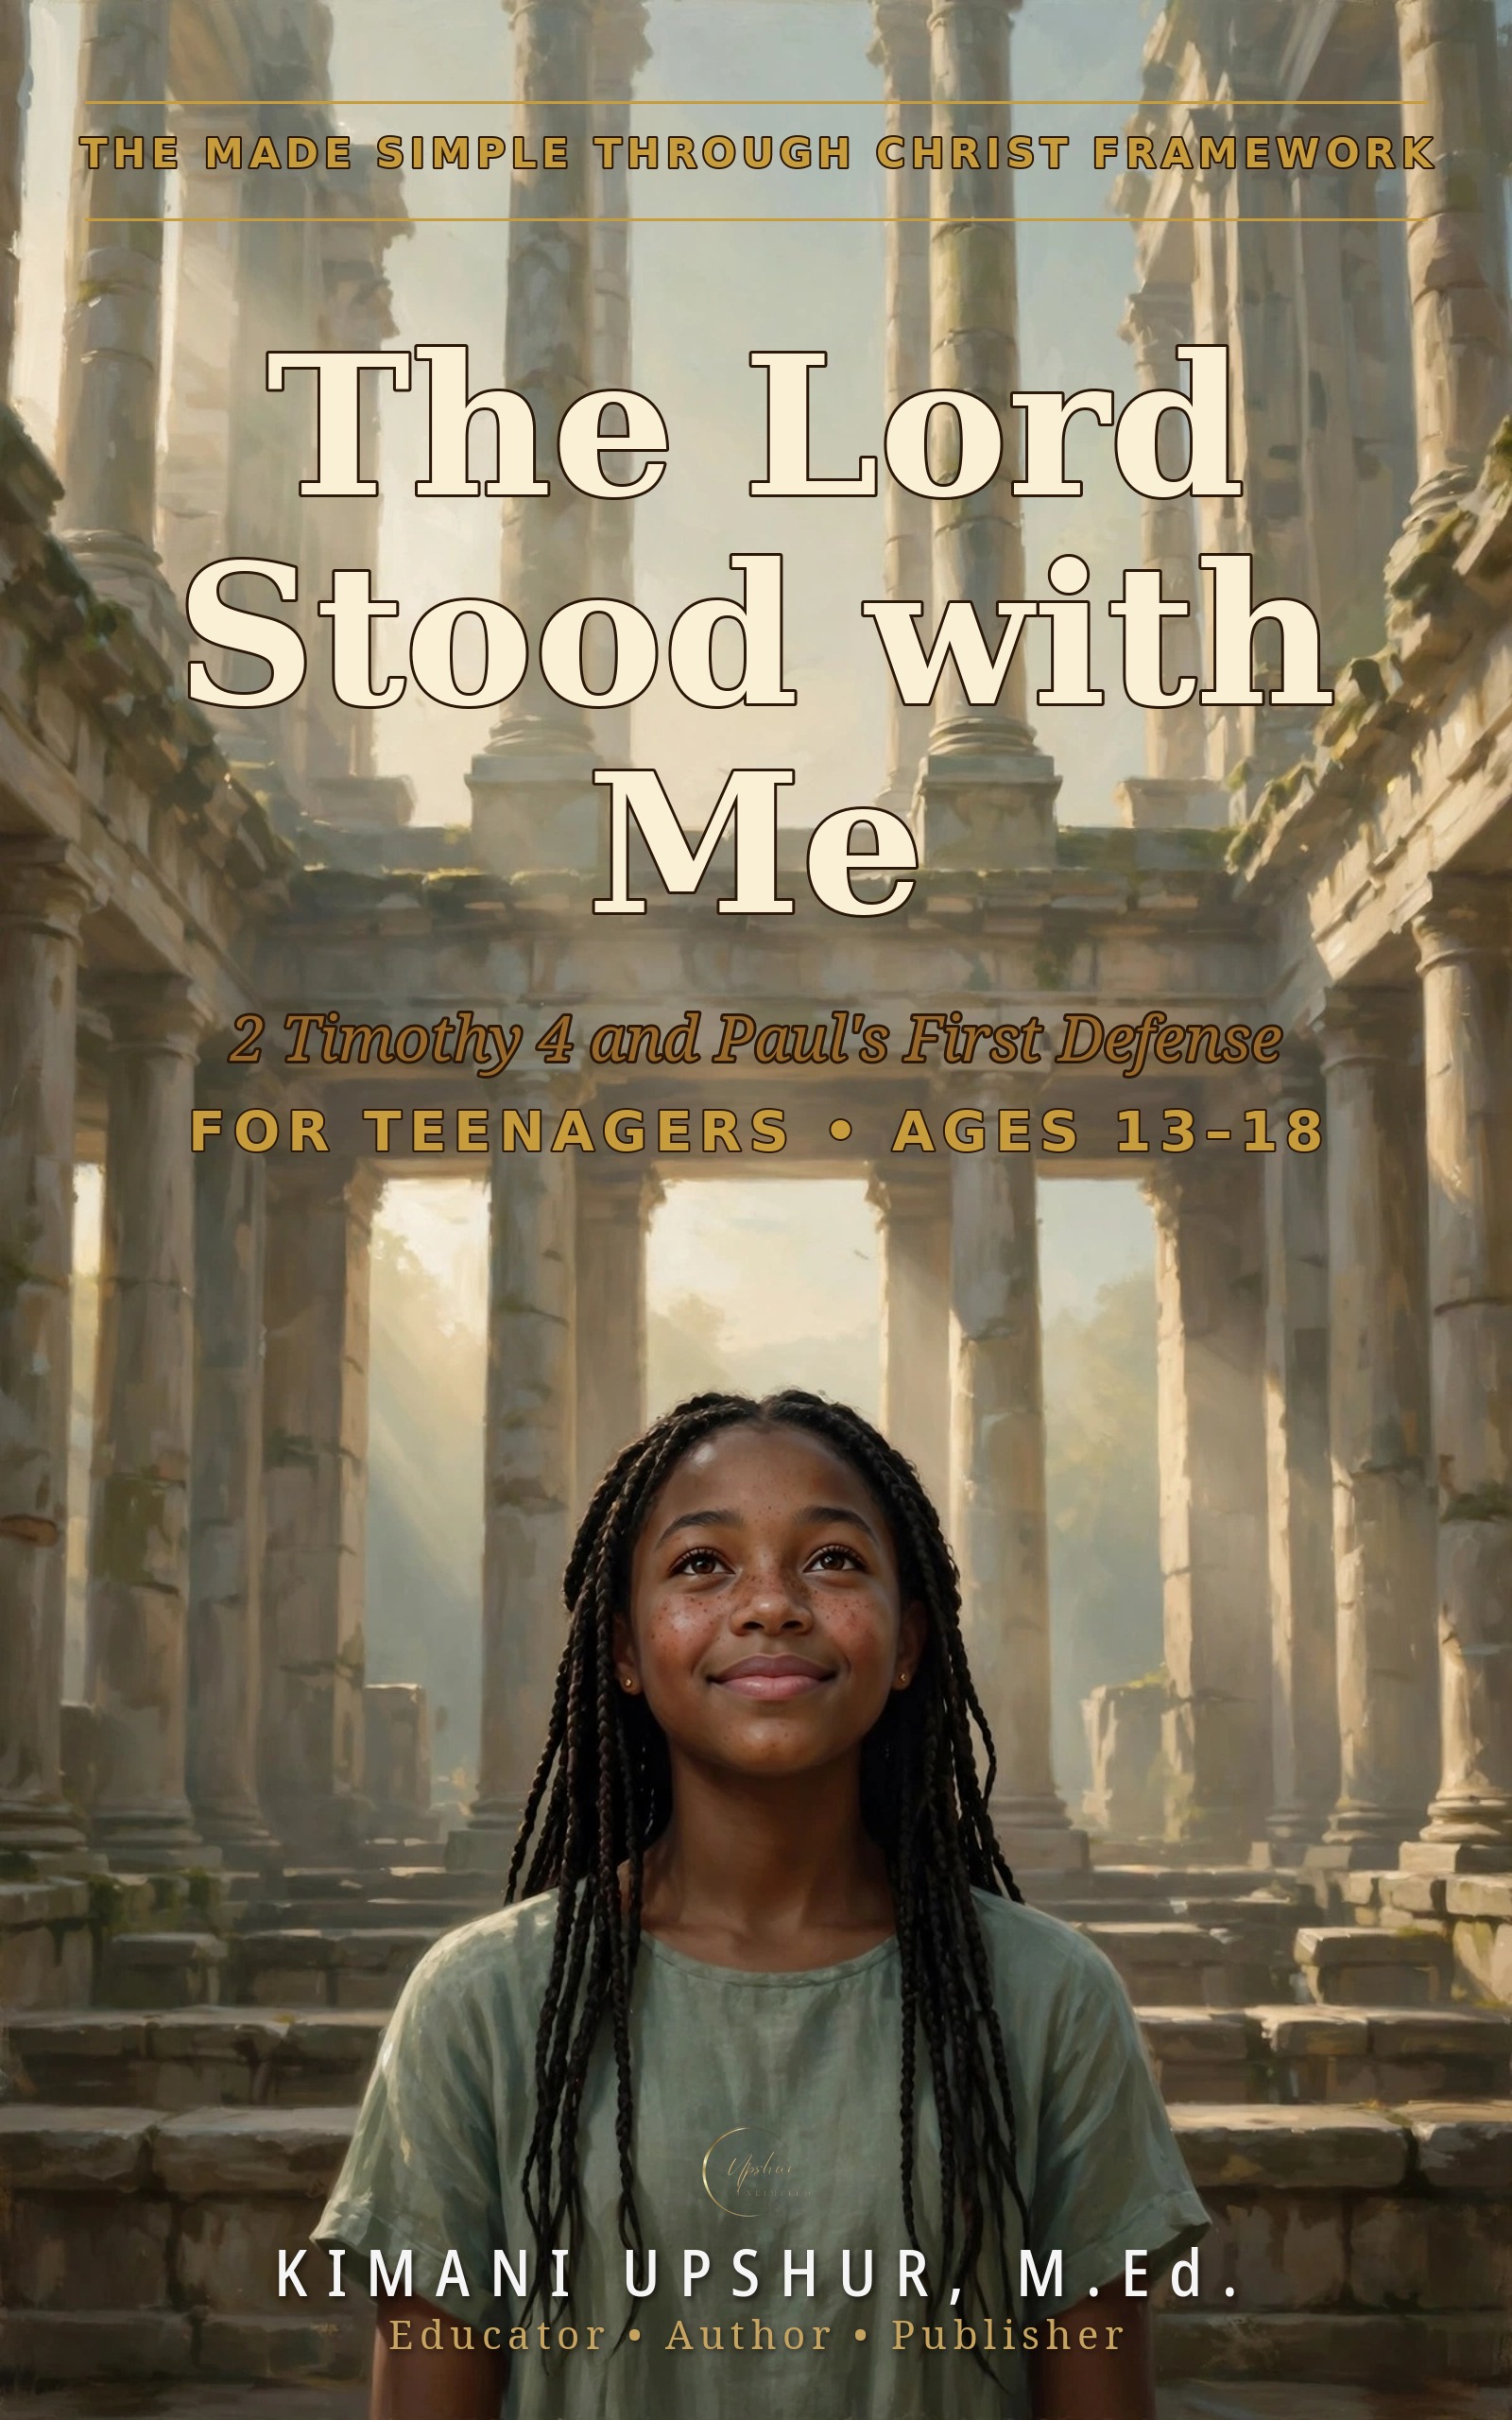 THE MADE SIMPLE THROUGH CHRIST FRAMEWORK
The Lord
Stood with
Me
2 Timothy 4 and Paul's First Defense
FOR TEENAGERS • AGES 13–18
Upshur
KIMANI UPSHUR, M.Ed.
Educator • Author • Publisher